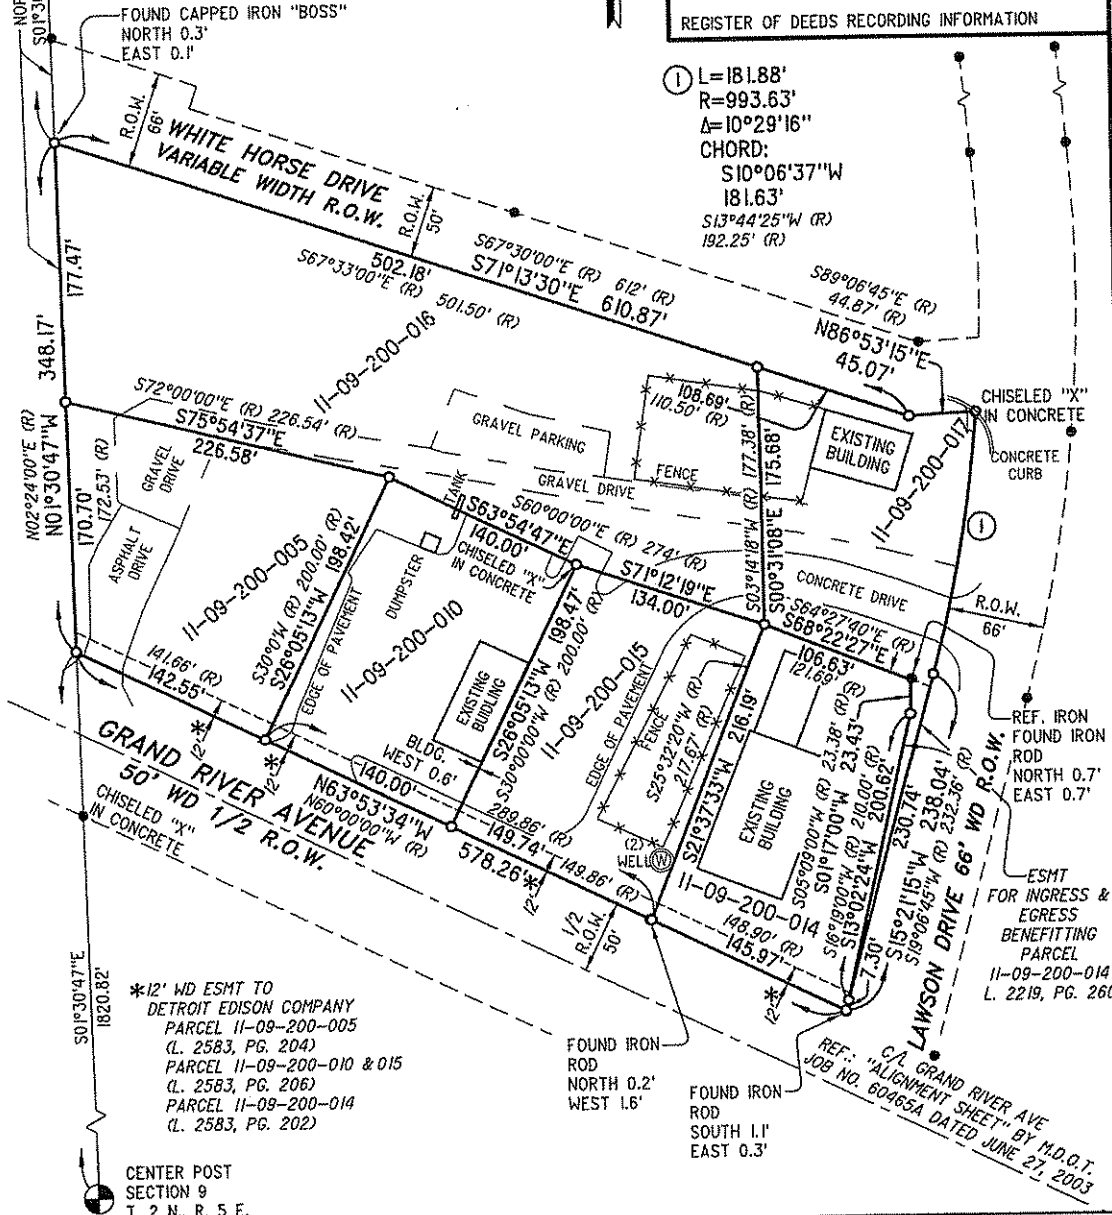 S01°3
FOUND CAPPED IRON "BOSS"
NORTH 0.3'
EAST 0.1'
REGISTER OF DEEDS RECORDING INFORMATION
1 L=181.88'
R=993.63'
Δ=10°29'16"
CHORD:
S10°06'37"W
181.63'
S13°44'25"W (R)
192.25' (R)
R.O.W.
66'
WHITE HORSE DRIVE
VARIABLE WIDTH R.O.W.
R.O.W.
50'
S67°30'00"E (R) 612' (R)
S71°13'30"E 610.87'
502.18'
S67°33'00"E (R) 501.50' (R)
S89°06'45"E (R)
44.87' (R)
N86°53'15"E
45.07'
CHISELED "X"
IN CONCRETE
CONCRETE
CURB
177.47'
348.17'
N02°24'00"E (R)
N01°30'47"W
170.70'
172.53' (R)
11-09-200-016
S72°00'00"E (R) 226.54' (R)
S75°54'37"E
226.58'
GRAVEL PARKING
GRAVEL DRIVE
108.69'
110.50' (R)
FENCE
EXISTING
BUILDING
11-09-200-017
1
GRAVEL
DRIVE
ASPHALT
DRIVE
TANK
S63°54'47"E
140.00'
S60°00'00"E (R) 274' (R)
CHISELED "X"
IN CONCRETE
S71°12'19"E
134.00'
S03°14'18"W (R) 177.38' (R)
S00°31'08"E 175.68'
CONCRETE DRIVE
R.O.W.
66'
S64°27'40"E (R)
S68°22'27"E
106.63'
121.69' (R)
11-09-200-005
S30°0'W (R) 200.00' (R)
S26°05'13"W 198.42'
EDGE OF PAVEMENT
DUMPSTER
11-09-200-010
EXISTING
BUIDLING
BLDG.
WEST 0.6'
S26°05'13"W 198.47'
S30°00'00"W (R) 200.00' (R)
11-09-200-015
EDGE OF PAVEMENT
FENCE
S25°32'20"W (R)
217.67' (R)
S21°37'33"W 216.19'
(2)
WELL W
EXISTING
BUILDING
11-09-200-014
S05°09'00"W (R) 23.38' (R)
S01°17'00"W 23.43'
S16°19'00"W (R) 210.00' (R)
S13°02'24"W 200.62'
230.74'
7.30'
S15°21'15"W 238.04'
S19°06'45"W (R) 232.36' (R)
LAWSON DRIVE 66' WD R.O.W.
REF. IRON
FOUND IRON
ROD
NORTH 0.7'
EAST 0.7'
ESMT
FOR INGRESS &
EGRESS
BENEFITTING
PARCEL
11-09-200-014
L. 2219, PG. 260
141.66' (R)
142.55'
*
12'
*
12'
GRAND RIVER AVENUE
50' WD 1/2 R.O.W.
CHISELED "X"
IN CONCRETE
140.00'
N63°53'34"W
N60°00'00"W (R)
289.86' (R)
149.74'
149.86' (R)
578.26'
*
12'
1/2
R.O.W.
50'
148.90' (R)
145.97'
*
12'
S01°30'47"E
1820.82'
*12' WD ESMT TO
DETROIT EDISON COMPANY
PARCEL 11-09-200-005
(L. 2583, PG. 204)
PARCEL 11-09-200-010 & 015
(L. 2583, PG. 206)
PARCEL 11-09-200-014
(L. 2583, PG. 202)
FOUND IRON
ROD
NORTH 0.2'
WEST 1.6'
FOUND IRON
ROD
SOUTH 1.1'
EAST 0.3'
C/L GRAND RIVER AVE
REF.: "ALIGNMENT SHEET" BY M.D.O.T.
JOB NO. 60465A DATED JUNE 27, 2003
CENTER POST
SECTION 9
T. 2 N., R. 5 E.